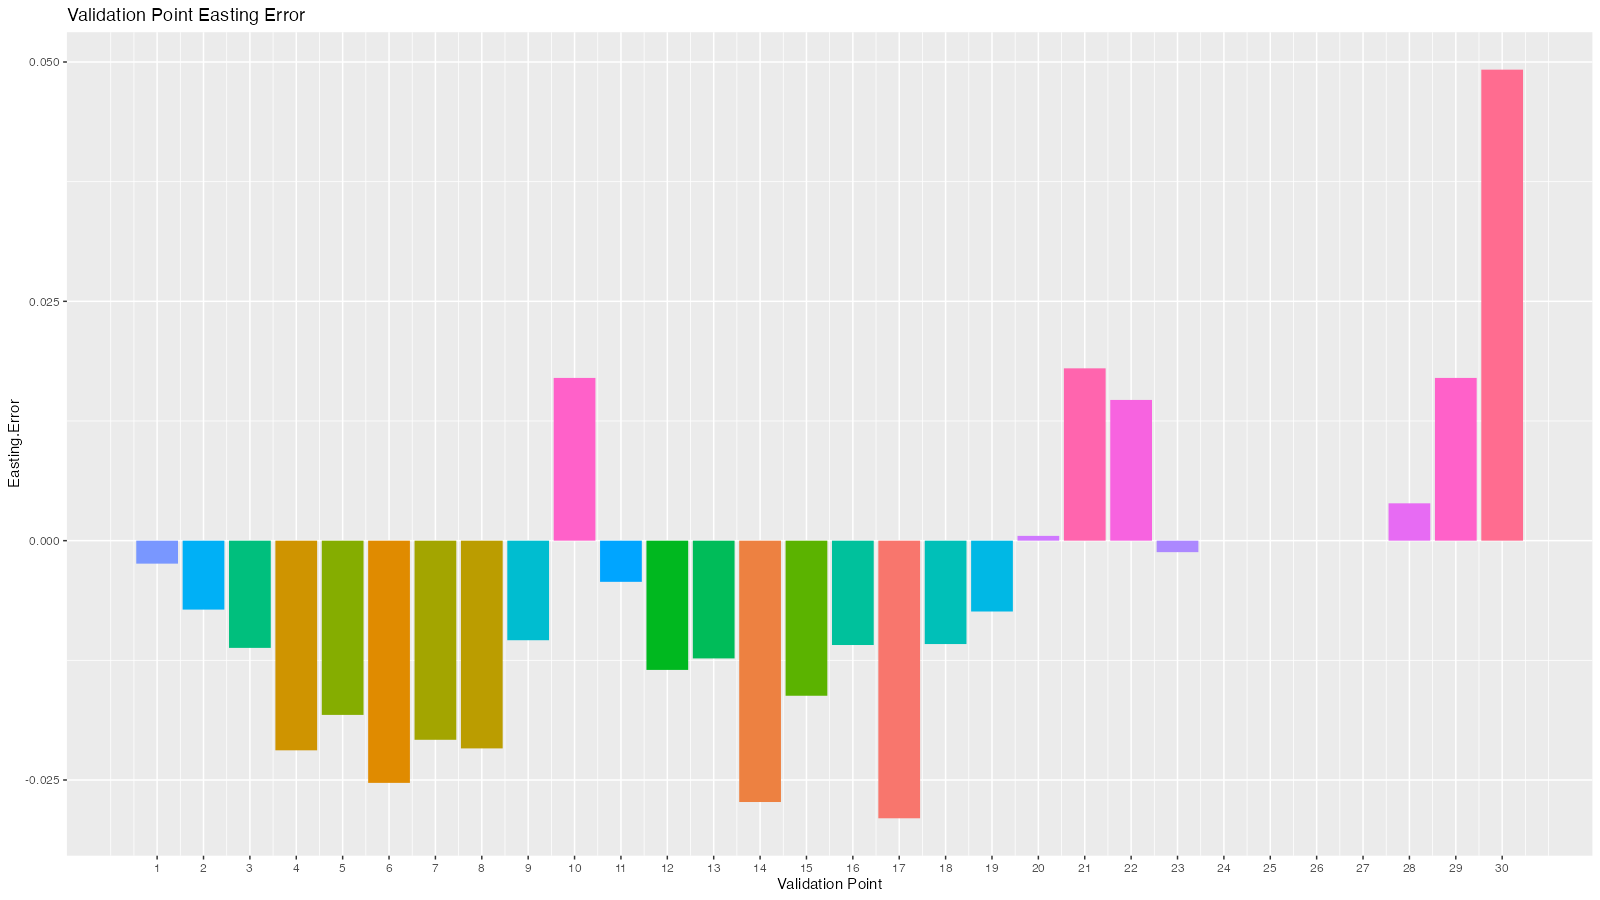 Validation Point Easting Error
0.050
0.025
0.000
-0.025
Easting.Error
1 2 3 4 5 6 7 8 9 10 11 12 13 14 15 16 17 18 19 20 21 22 23 24 25 26 27 28 29 30
Validation Point